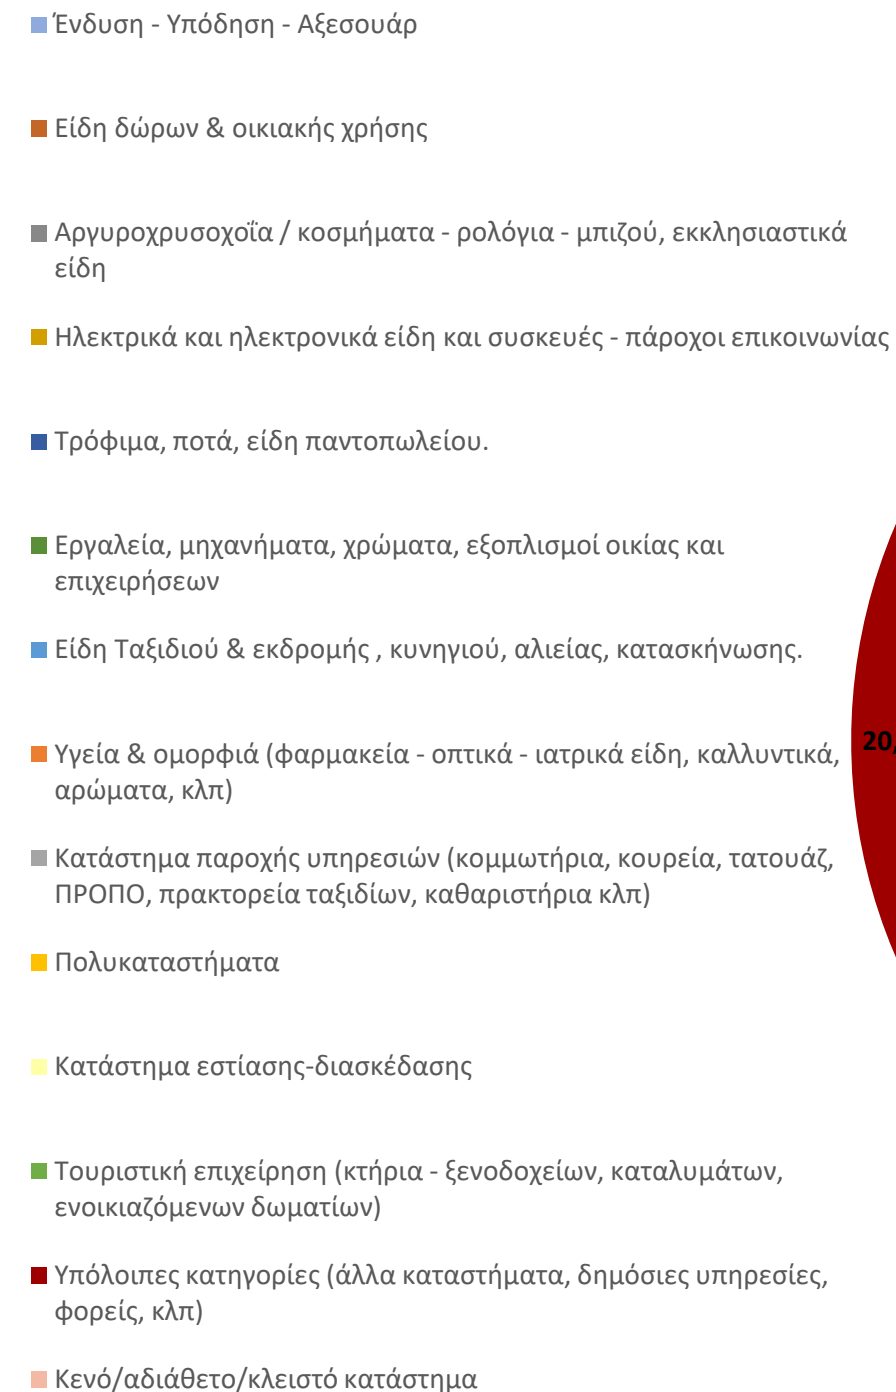 Ένδυση - Υπόδηση - Αξεσουάρ
Είδη δώρων & οικιακής χρήσης
Αργυροχρυσοχοΐα / κοσμήματα - ρολόγια - μπιζού, εκκλησιαστικά
είδη
Ηλεκτρικά και ηλεκτρονικά είδη και συσκευές - πάροχοι επικοινωνίας
Τρόφιμα, ποτά, είδη παντοπωλείου.
Εργαλεία, μηχανήματα, χρώματα, εξοπλισμοί οικίας και
επιχειρήσεων
Είδη Ταξιδιού & εκδρομής , κυνηγιού, αλιείας, κατασκήνωσης.
Υγεία & ομορφιά (φαρμακεία - οπτικά - ιατρικά είδη, καλλυντικά,
αρώματα, κλπ)
20,
Κατάστημα παροχής υπηρεσιών (κομμωτήρια, κουρεία, τατουάζ,
ΠΡΟΠΟ, πρακτορεία ταξιδίων, καθαριστήρια κλπ)
Πολυκαταστήματα
Κατάστημα εστίασης-διασκέδασης
Τουριστική επιχείρηση (κτήρια - ξενοδοχείων, καταλυμάτων,
ενοικιαζόμενων δωματίων)
Υπόλοιπες κατηγορίες (άλλα καταστήματα, δημόσιες υπηρεσίες,
φορείς, κλπ)
Κενό/αδιάθετο/κλειστό κατάστημα